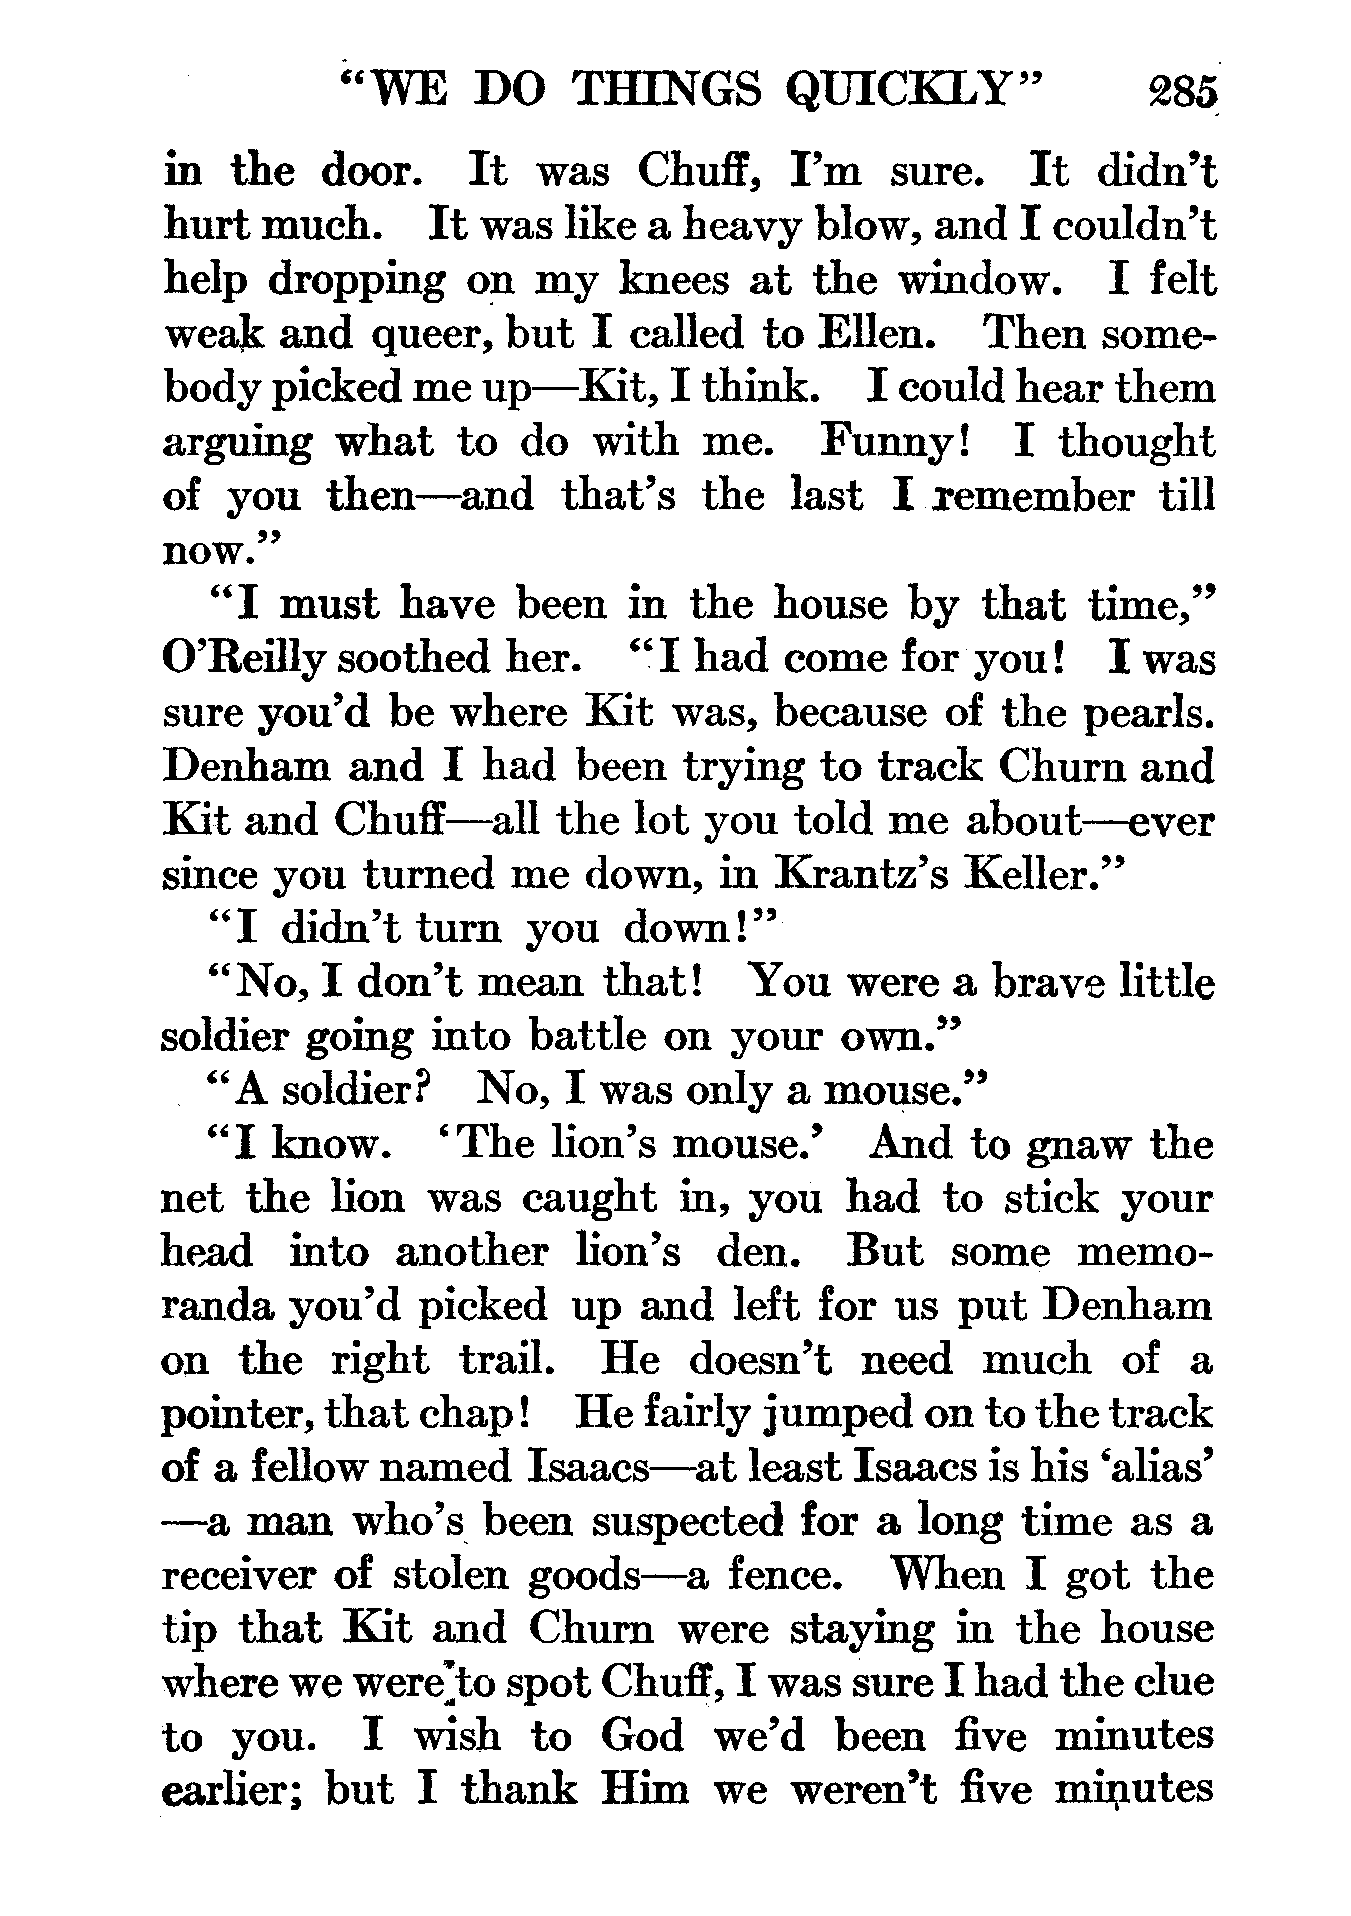 “WE DO THINGS QUICKLY” 285
in the door. It was Chuff, I’m sure. It didn’t
hurt much. It was like a heavy blow, and I couldn’t
help dropping on my knees at the window. I felt
weak and queer, but I called to Ellen. Then some-
body picked me up—Kit, I think. I could hear them
arguing what to do with me. Funny! I thought
of you then—and that’s the last I remember till
now.”
“I must have been in the house by that time,”
O’Reilly soothed her. “I had come for you! I was
sure you’d be where Kit was, because of the pearls.
Denham and I had been trying to track Churn and
Kit and Chuff—all the lot you told me about—ever
since you turned me down, in Krantz’s Keller.”
“I didn’t turn you down!”
“No, I don’t mean that! You were a brave little
soldier going into battle on your own.”
“A soldier? No, I was only a mouse.”
“I know. ‘The lion’s mouse.’ And to gnaw the
net the lion was caught in, you had to stick your
head into another lion’s den. But some memo-
randa you’d picked up and left for us put Denham
on the right trail. He doesn’t need much of a
pointer, that chap! He fairly jumped on to the track
of a fellow named Isaacs—at least Isaacs is his ‘alias’
—a man who’s been suspected for a long time as a
receiver of stolen goods—a fence. When I got the
tip that Kit and Churn were staying in the house
where we were to spot Chuff, I was sure I had the clue
to you. I wish to God we’d been five minutes
earlier; but I thank Him we weren’t five minutes